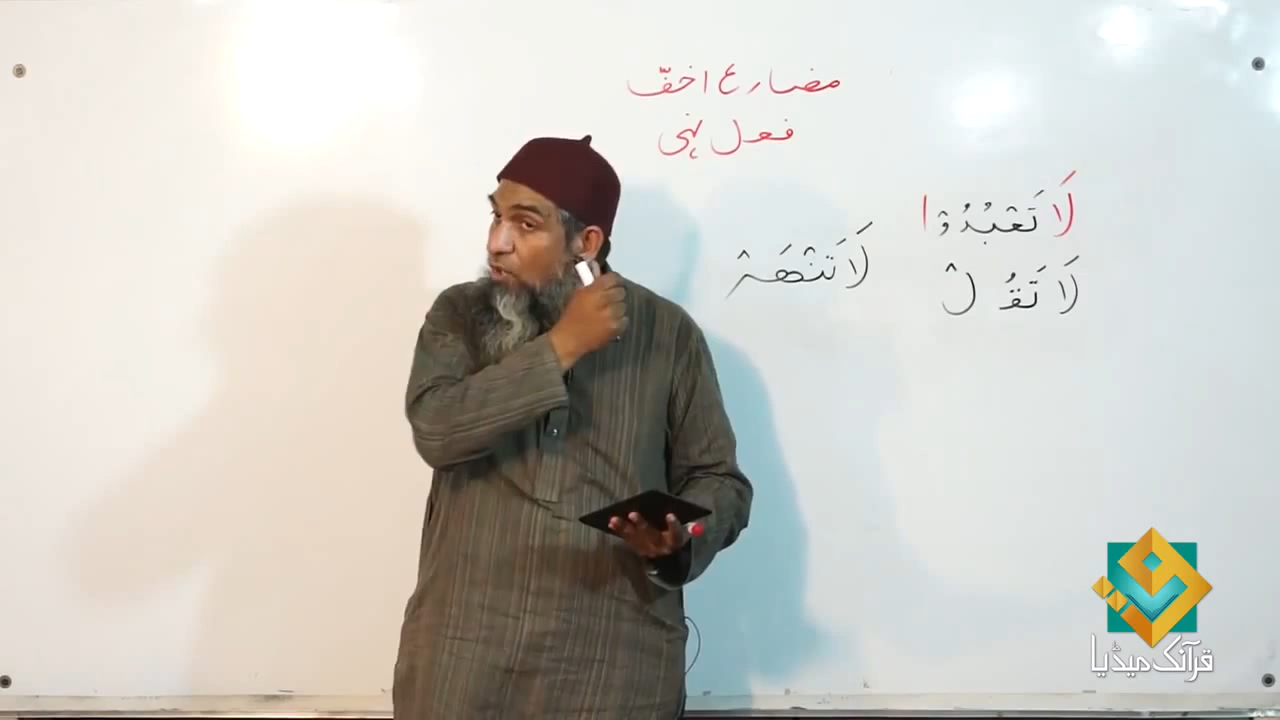 مضارع اخفّ
فعل نہی
لَا تَعْبُدُوْا
لَا تَقُلْ لَا تَنْهَرْ
قرآنک میڈیا